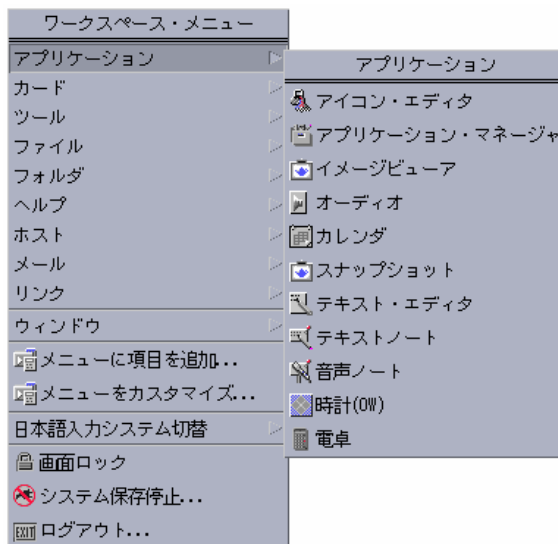 ワークスペース・メニュー
アプリケーション
カード
ツール
ファイル
フォルダ
ヘルプ
ホスト
メール
リンク
ウィンドウ
メニューに項目を追加...
メニューをカスタマイズ...
日本語入力システム切替
画面ロック
システム保存停止...
EXIT ログアウト...
アプリケーション
アイコン・エディタ
アプリケーション・マネージャ
イメージビューア
オーディオ
カレンダ
スナップショット
テキスト・エディタ
テキストノート
音声ノート
時計(OW)
電卓